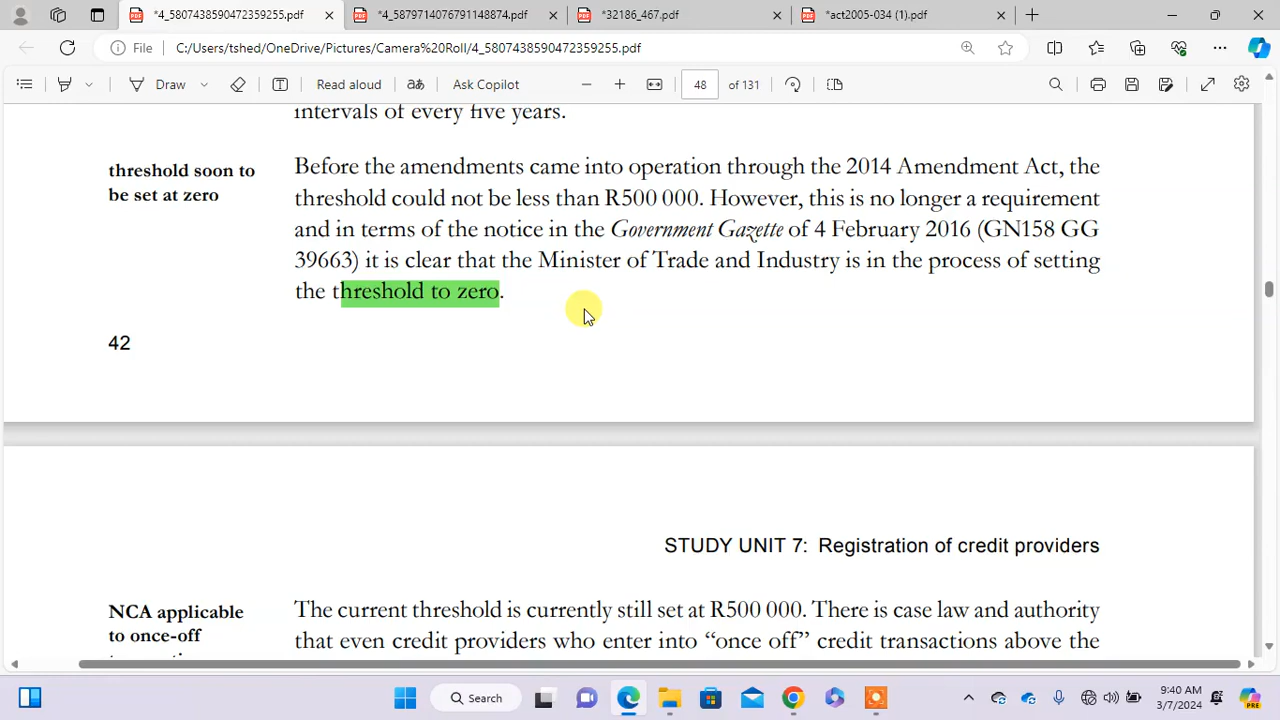 *4_5807438590472359255.pdf
*4_5879714076791148874.pdf
*32186_467.pdf
*act2005-034 (1).pdf
File
C:/Users/tshed/OneDrive/Pictures/Camera%20Roll/4_5807438590472359255.pdf
Draw
Read aloud
aあ
Ask Copilot
48
of 131
intervals of every five years.
threshold soon to
be set at zero
Before the amendments came into operation through the 2014 Amendment Act, the
threshold could not be less than R500 000. However, this is no longer a requirement
and in terms of the notice in the Government Gazette of 4 February 2016 (GN158 GG
39663) it is clear that the Minister of Trade and Industry is in the process of setting
the threshold to zero.
42
STUDY UNIT 7: Registration of credit providers
NCA applicable
to once-off
The current threshold is currently still set at R500 000. There is case law and authority
that even credit providers who enter into “once off” credit transactions above the
Search
9:40 AM
3/7/2024
PRE